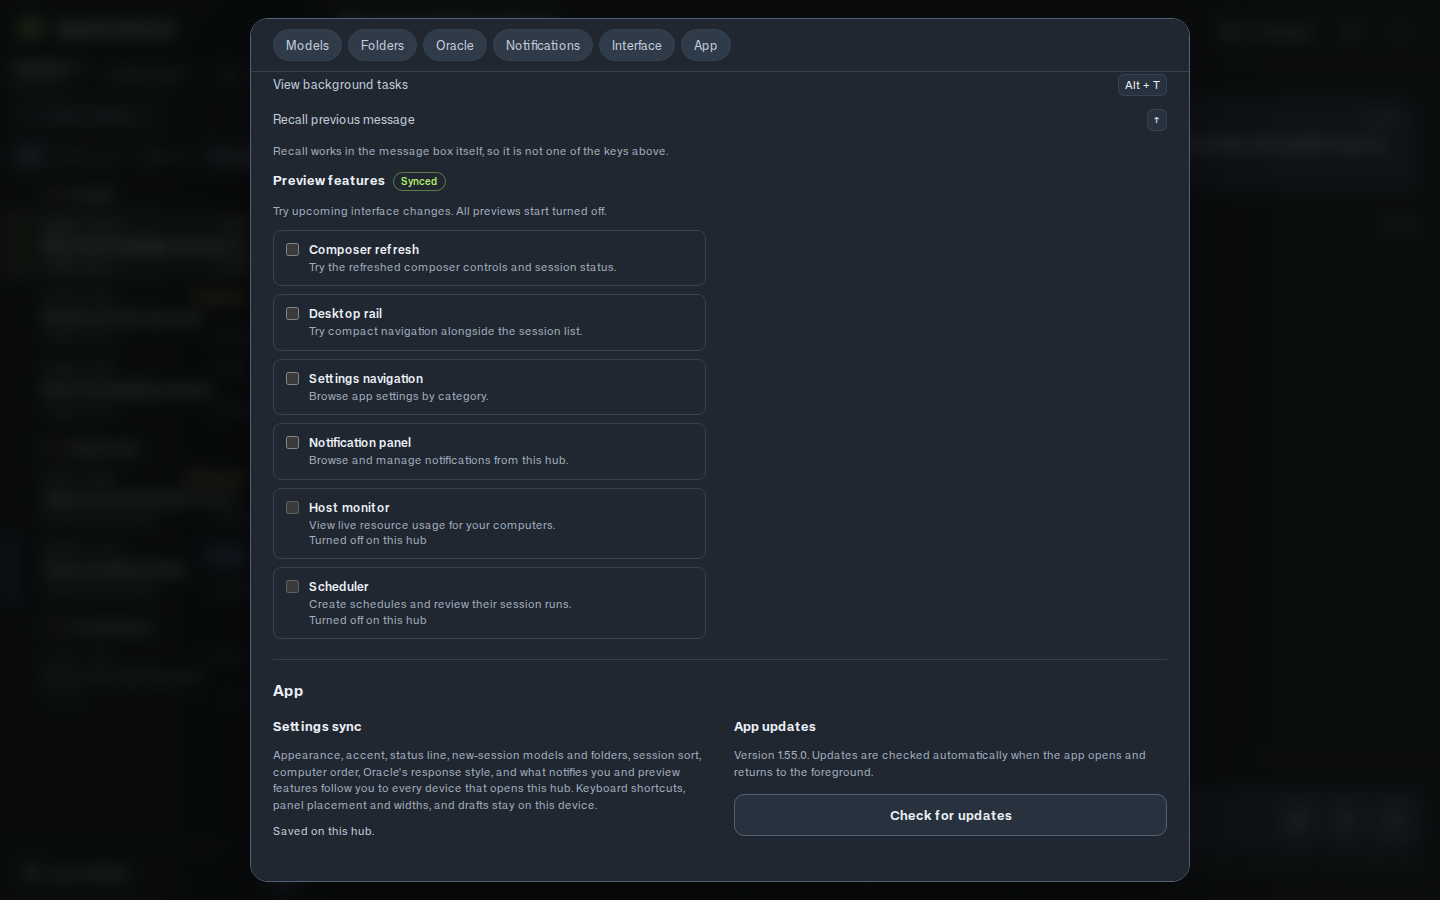 Models
Folders
Oracle
Notifications
Interface
App
View background tasks
Alt + T
Recall previous message
↑
Recall works in the message box itself, so it is not one of the keys above.
Preview features
Synced
Try upcoming interface changes. All previews start turned off.
Composer refresh
Try the refreshed composer controls and session status.
Desktop rail
Try compact navigation alongside the session list.
Settings navigation
Browse app settings by category.
Notification panel
Browse and manage notifications from this hub.
Host monitor
View live resource usage for your computers.
Turned off on this hub
Scheduler
Create schedules and review their session runs.
Turned off on this hub
App
Settings sync
Appearance, accent, status line, new-session models and folders, session sort,
computer order, Oracle's response style, and what notifies you and preview
features follow you to every device that opens this hub. Keyboard shortcuts,
panel placement and widths, and drafts stay on this device.
Saved on this hub.
App updates
Version 1.55.0. Updates are checked automatically when the app opens and
returns to the foreground.
Check for updates